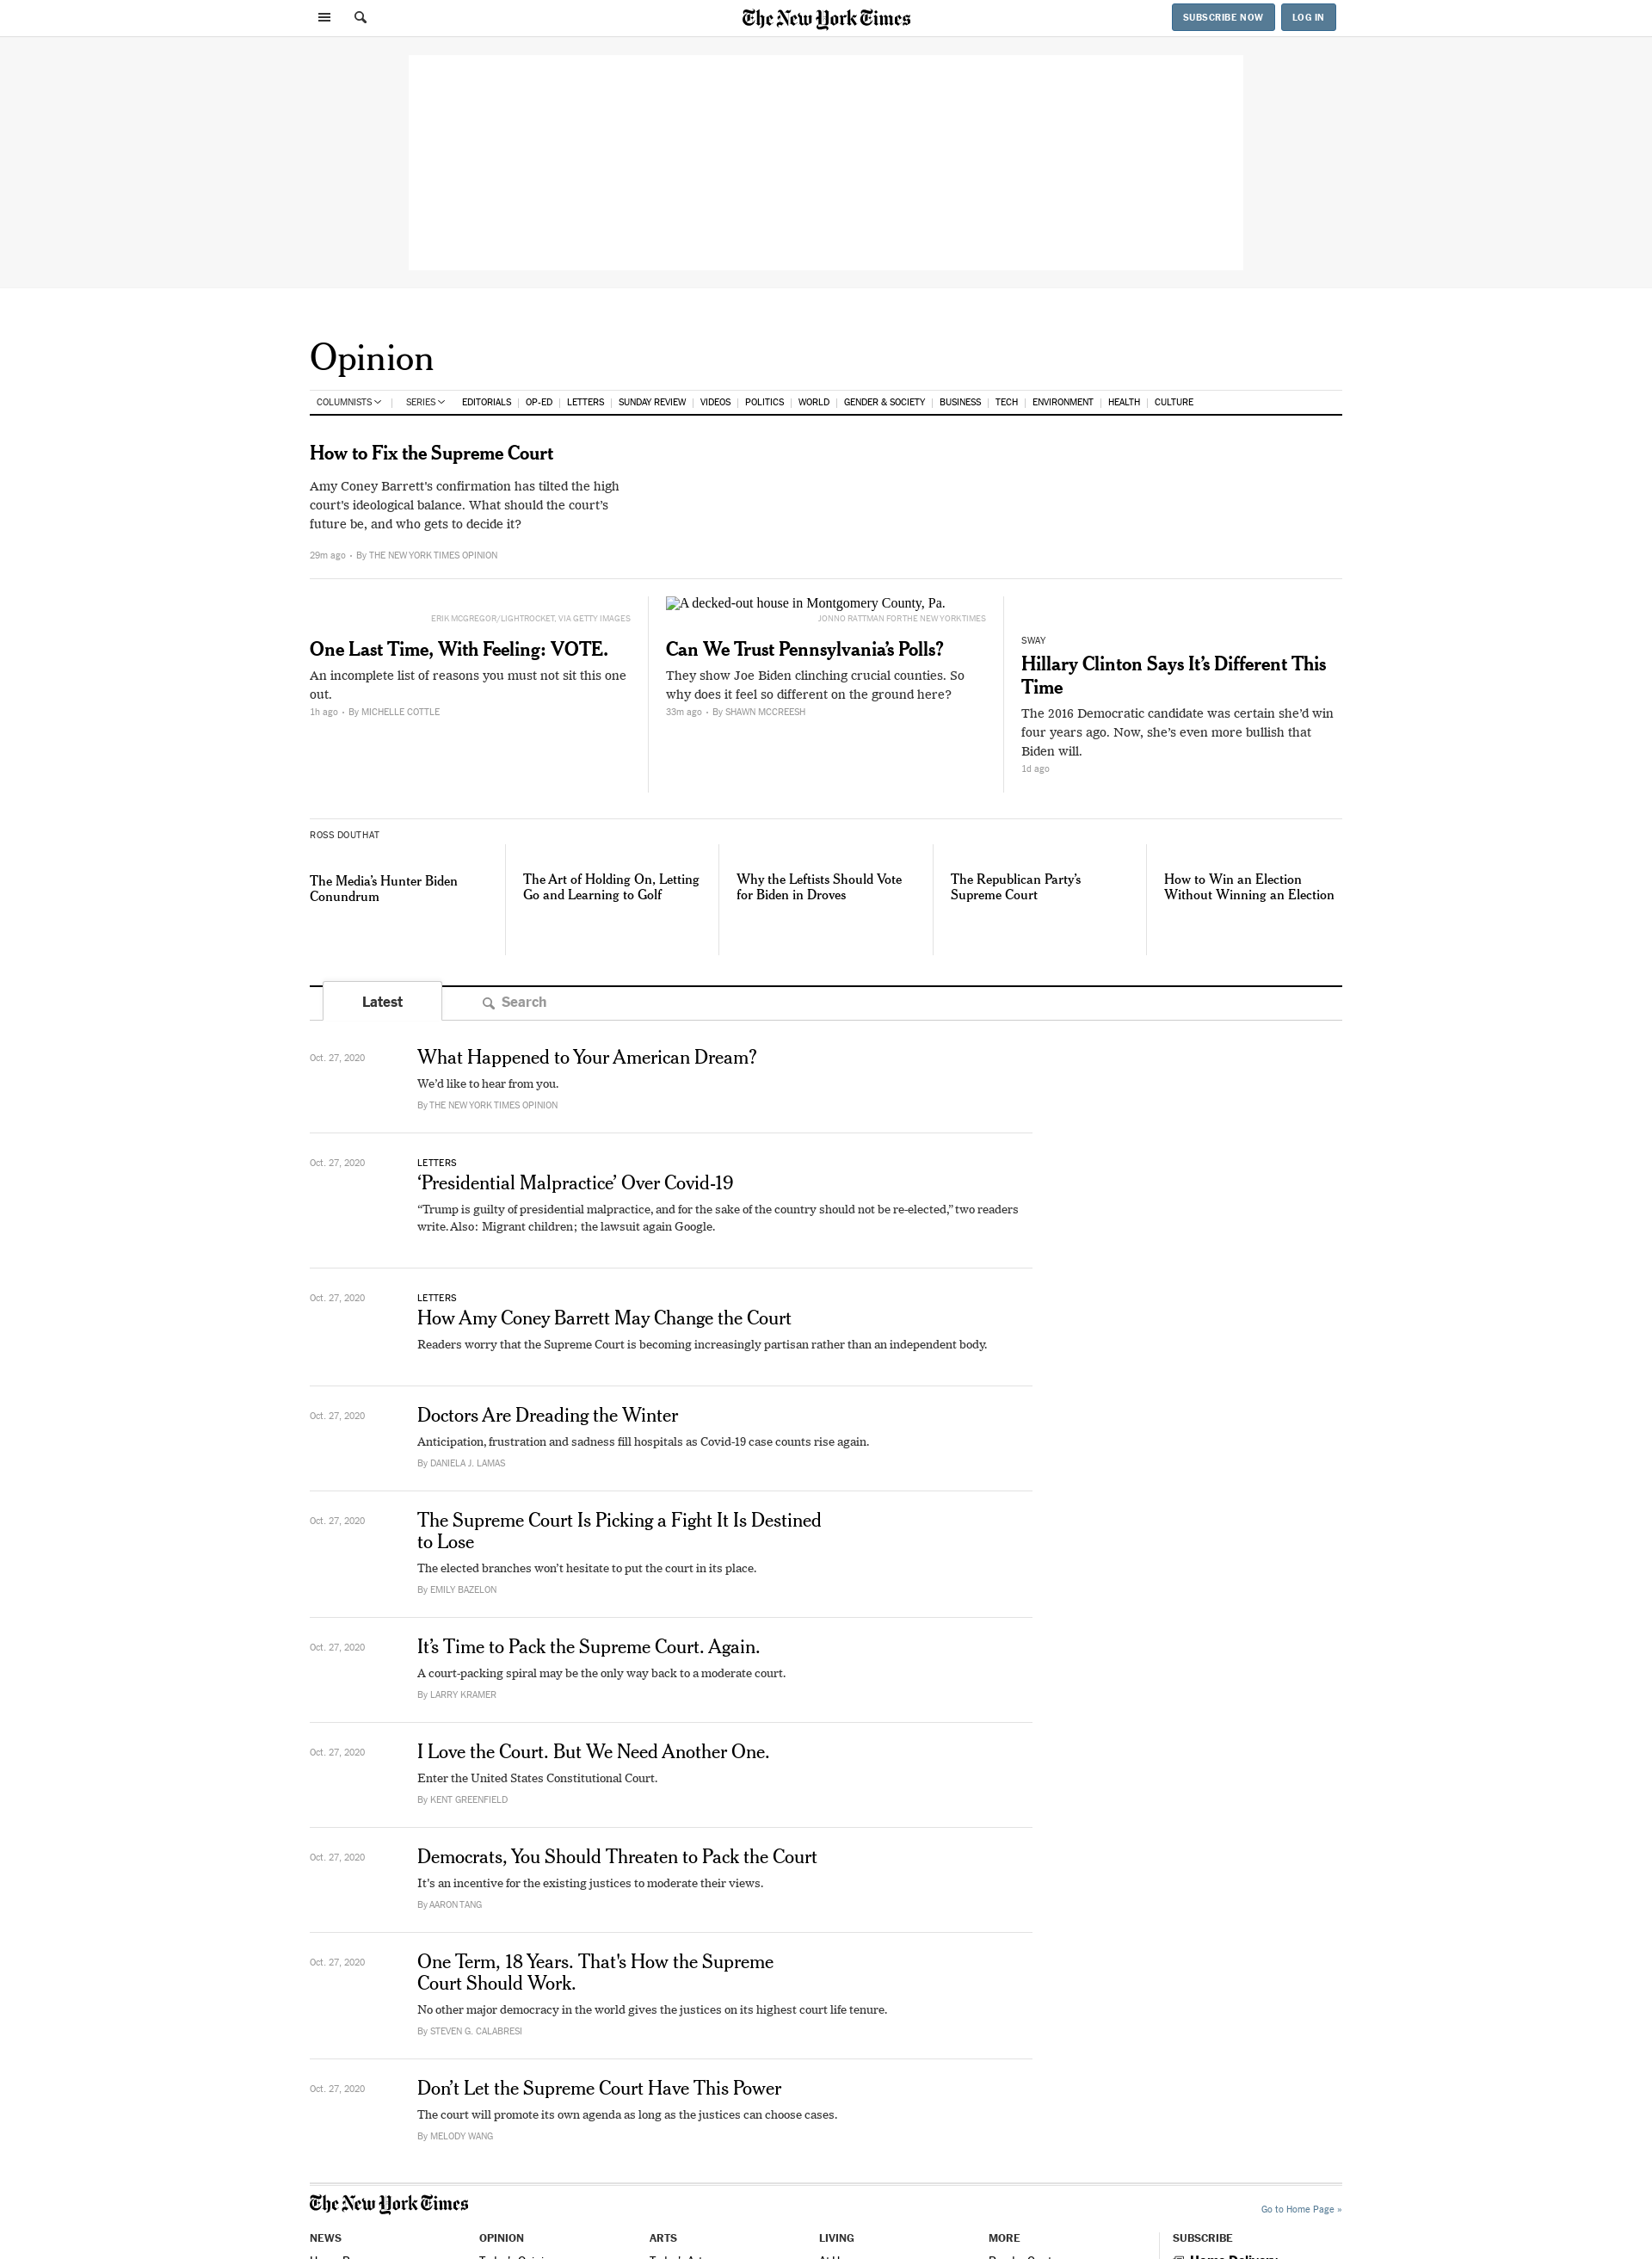 The New York Times
SUBSCRIBE NOW
LOG IN
Opinion
COLUMNISTS
SERIES
EDITORIALS
OP-ED
LETTERS
SUNDAY REVIEW
VIDEOS
POLITICS
WORLD
GENDER & SOCIETY
BUSINESS
TECH
ENVIRONMENT
HEALTH
CULTURE
How to Fix the Supreme Court
Amy Coney Barrett's confirmation has tilted the high
court's ideological balance. What should the court's
future be, and who gets to decide it?
29m ago • By THE NEW YORK TIMES OPINION
ERIK MCGREGOR/LIGHTROCKET, VIA GETTY IMAGES
One Last Time, With Feeling: VOTE.
An incomplete list of reasons you must not sit this one
out.
1h ago • By MICHELLE COTTLE
A decked-out house in Montgomery County, Pa.
JONNO RATTMAN FOR THE NEW YORK TIMES
Can We Trust Pennsylvania’s Polls?
They show Joe Biden clinching crucial counties. So
why does it feel so different on the ground here?
33m ago • By SHAWN MCCREESH
SWAY
Hillary Clinton Says It’s Different This
Time
The 2016 Democratic candidate was certain she’d win
four years ago. Now, she’s even more bullish that
Biden will.
1d ago
ROSS DOUTHAT
The Media’s Hunter Biden
Conundrum
The Art of Holding On, Letting
Go and Learning to Golf
Why the Leftists Should Vote
for Biden in Droves
The Republican Party’s
Supreme Court
How to Win an Election
Without Winning an Election
Latest
Search
Oct. 27, 2020
What Happened to Your American Dream?
We’d like to hear from you.
By THE NEW YORK TIMES OPINION
Oct. 27, 2020
LETTERS
‘Presidential Malpractice’ Over Covid-19
“Trump is guilty of presidential malpractice, and for the sake of the country should not be re-elected,” two readers
write. Also: Migrant children; the lawsuit again Google.
Oct. 27, 2020
LETTERS
How Amy Coney Barrett May Change the Court
Readers worry that the Supreme Court is becoming increasingly partisan rather than an independent body.
Oct. 27, 2020
Doctors Are Dreading the Winter
Anticipation, frustration and sadness fill hospitals as Covid-19 case counts rise again.
By DANIELA J. LAMAS
Oct. 27, 2020
The Supreme Court Is Picking a Fight It Is Destined
to Lose
The elected branches won’t hesitate to put the court in its place.
By EMILY BAZELON
Oct. 27, 2020
It’s Time to Pack the Supreme Court. Again.
A court-packing spiral may be the only way back to a moderate court.
By LARRY KRAMER
Oct. 27, 2020
I Love the Court. But We Need Another One.
Enter the United States Constitutional Court.
By KENT GREENFIELD
Oct. 27, 2020
Democrats, You Should Threaten to Pack the Court
It’s an incentive for the existing justices to moderate their views.
By AARON TANG
Oct. 27, 2020
One Term, 18 Years. That's How the Supreme
Court Should Work.
No other major democracy in the world gives the justices on its highest court life tenure.
By STEVEN G. CALABRESI
Oct. 27, 2020
Don’t Let the Supreme Court Have This Power
The court will promote its own agenda as long as the justices can choose cases.
By MELODY WANG
The New York Times
Go to Home Page »
NEWS
OPINION
ARTS
LIVING
MORE
SUBSCRIBE